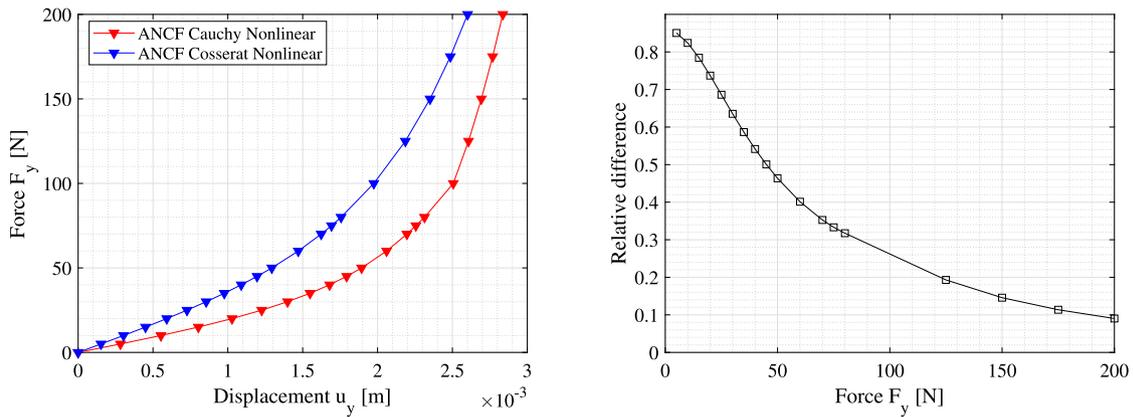 200
150
100
50
0
Force F_y [N]
ANCF Cauchy Nonlinear
ANCF Cosserat Nonlinear
0 0.5 1 1.5 2 2.5 3
Displacement u_y [m]
×10^-3
0.8
0.7
0.6
0.5
0.4
0.3
0.2
0.1
0
Relative difference
0 50 100 150 200
Force F_y [N]